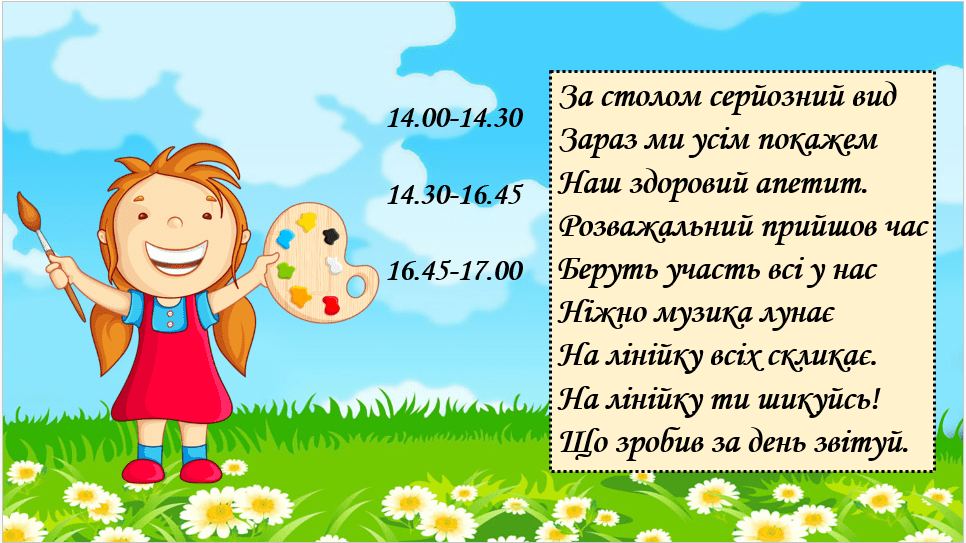 14.00-14.30
14.30-16.45
16.45-17.00
За столом серйозний вид
Зараз ми усім покажем
Наш здоровий апетит.
Розважальний прийшов час
Беруть участь всі у нас
Ніжно музика лунає
На лінійку всіх скликає.
На лінійку ти шикуйсь!
Що зробив за день звітуй.